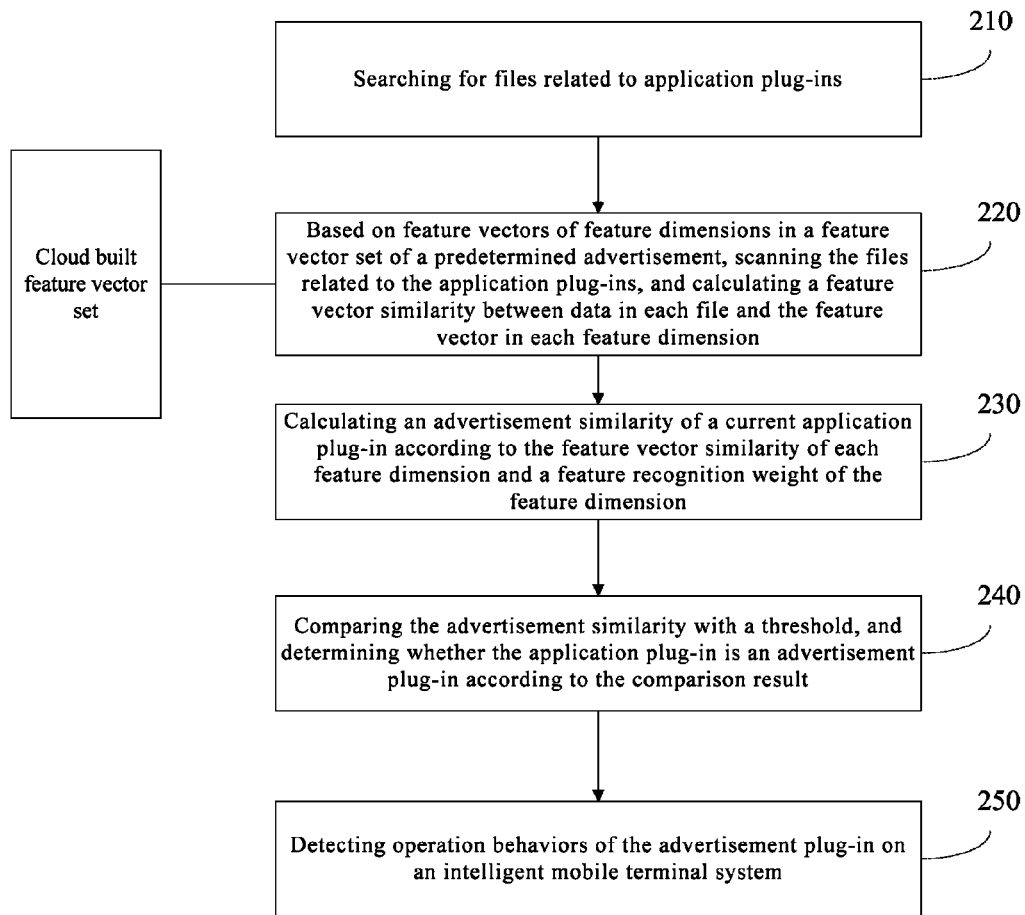 210
Searching for files related to application plug-ins
Cloud built
feature vector
set
220
Based on feature vectors of feature dimensions in a feature
vector set of a predetermined advertisement, scanning the files
related to the application plug-ins, and calculating a feature
vector similarity between data in each file and the feature
vector in each feature dimension
230
Calculating an advertisement similarity of a current application
plug-in according to the feature vector similarity of each
feature dimension and a feature recognition weight of the
feature dimension
240
Comparing the advertisement similarity with a threshold, and
determining whether the application plug-in is an advertisement
plug-in according to the comparison result
250
Detecting operation behaviors of the advertisement plug-in on
an intelligent mobile terminal system